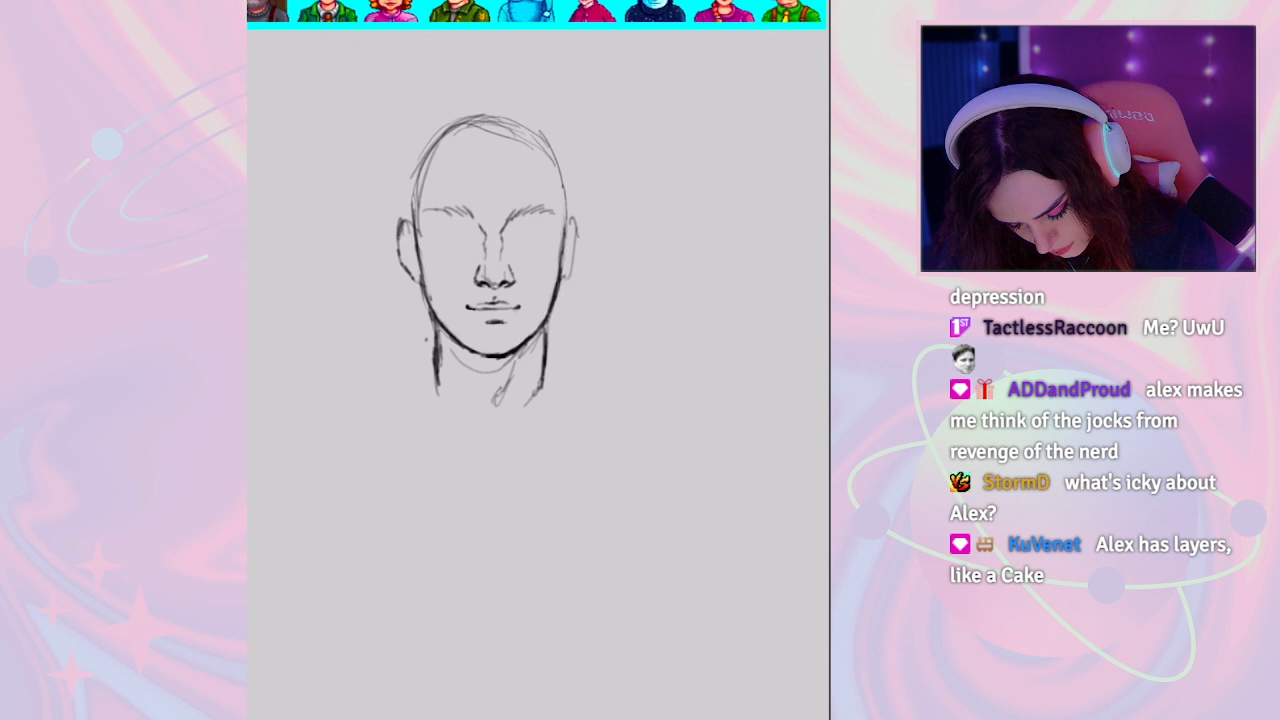 depression
TactlessRaccoon Me? UwU
ADDandProud alex makes
me think of the jocks from
revenge of the nerd
StormD what's icky about
Alex?
KuVenet Alex has layers,
like a Cake